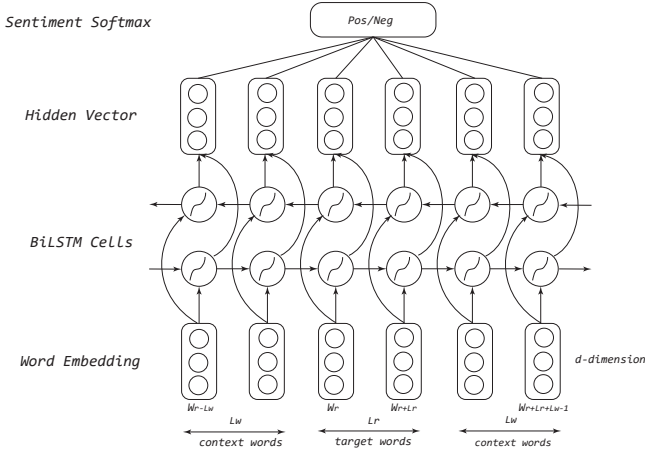 Sentiment Softmax
Pos/Neg
Hidden Vector
BiLSTM Cells
Word Embedding
d-dimension
Wr-Lw Wr Wr+Lr Wr+Lr+Lw-1
Lw Lr Lw
context words target words context words